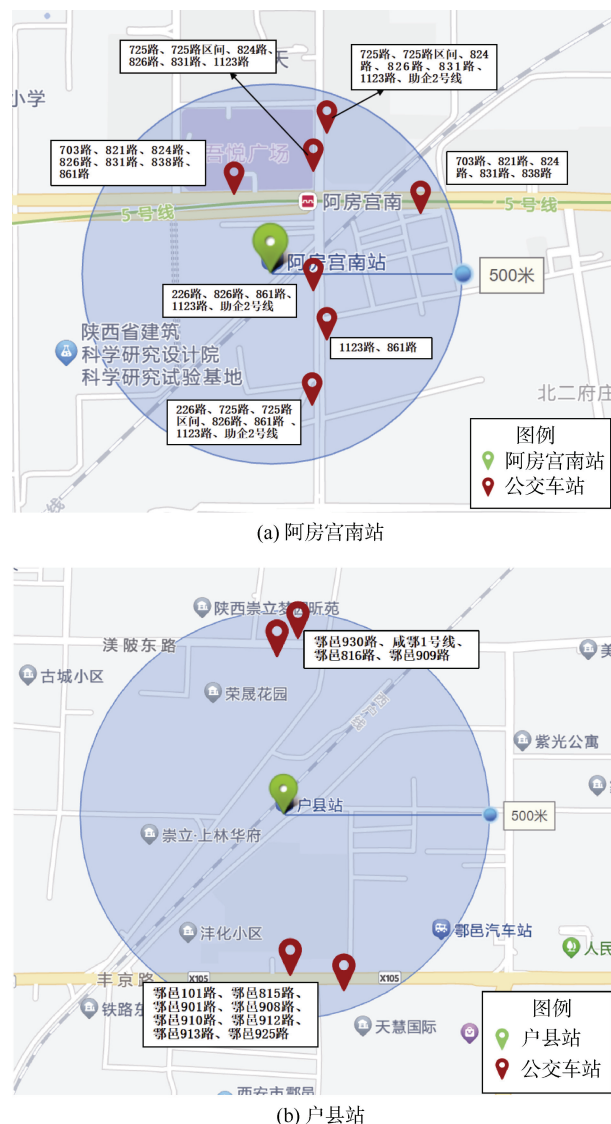 725路、725路区间、824路、
826路、831路、1123路
725路、725路区间、824
路、826路、831路、
1123路、助企2号线
天
小学
703路、821路、824路、
826路、831路、838路、
861路
吾悦广场
703路、821路、824
路、831路、838路
5号线
阿房宫南
5号线
阿房宫南站
500米
226路、826路、861路、
1123路、助企2号线
陕西省建筑
科学研究设计院
科学研究试验基地
1123路、861路
北二府庄
226路、725路、725路
区间、826路、861路、
1123路、助企2号线
图例
阿房宫南站
公交车站
线
(a) 阿房宫南站
陕西崇立梦园昕苑
渼陂东路
鄠邑930路、咸鄠1号线、
鄠邑816路、鄠邑909路
美
古城小区
荣晟花园
紫光公寓
户县站
500米
崇立·上林华府
沣化小区
鄠邑汽车站
人民
丰京路
X105
X105
铁路东
鄠邑101路、鄠邑815路、
鄠邑901路、鄠邑908路、
鄠邑910路、鄠邑912路、
鄠邑913路、鄠邑925路
天慧国际
西安市鄠邑
图例
户县站
公交车站
(b) 户县站